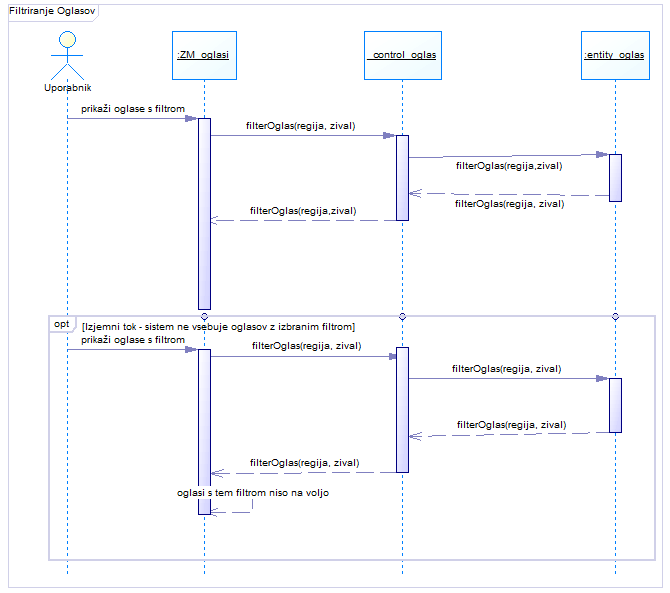 Filtriranje Oglasov
:ZM_oglasi
_control_oglas
:entity_oglas
Uporabnik
prikaži oglase s filtrom
filterOglas(regija, zival)
filterOglas(regija,zival)
filterOglas(regija, zival)
filterOglas(regija,zival)
opt
[Izjemni tok - sistem ne vsebuje oglasov z izbranim filtrom]
prikaži oglase s filtrom
filterOglas(regija, zival)
filterOglas(regija, zival)
filterOglas(regija, zival)
filterOglas(regija, zival)
oglasi s tem filtrom niso na voljo